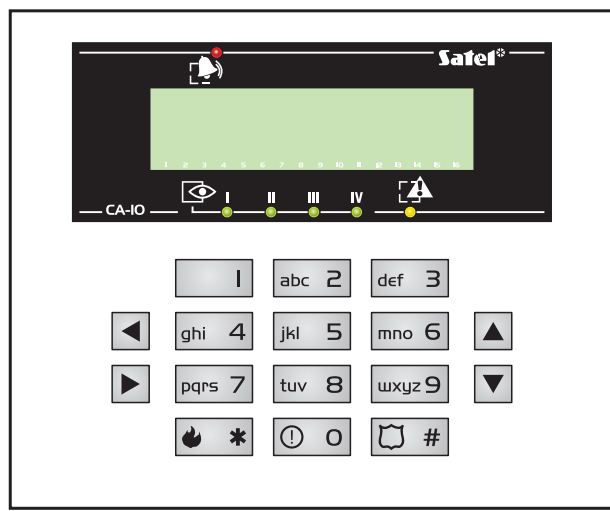 Satel
1 2 3 4 5 6 7 8 9 10 11 12 13 14 15 16
I II III IV
CA-10
1 abc 2 def 3
ghi 4 jkl 5 mno 6
pqrs 7 tuv 8 wxyz 9
* 0 #